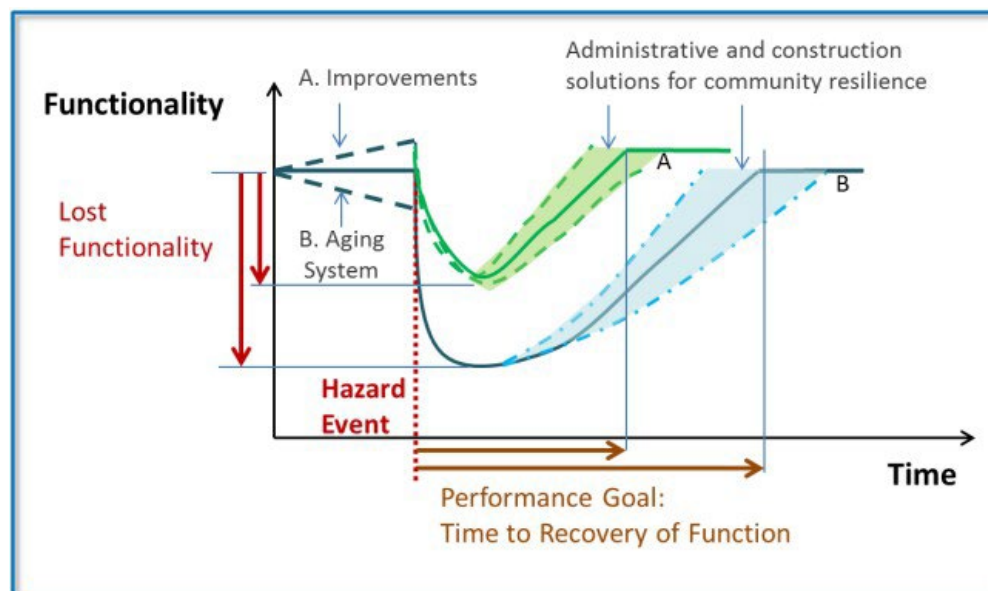 Administrative and construction
solutions for community resilience
A. Improvements
Functionality
A
B
Lost
Functionality
B. Aging
System
Hazard
Event
Time
Performance Goal:
Time to Recovery of Function